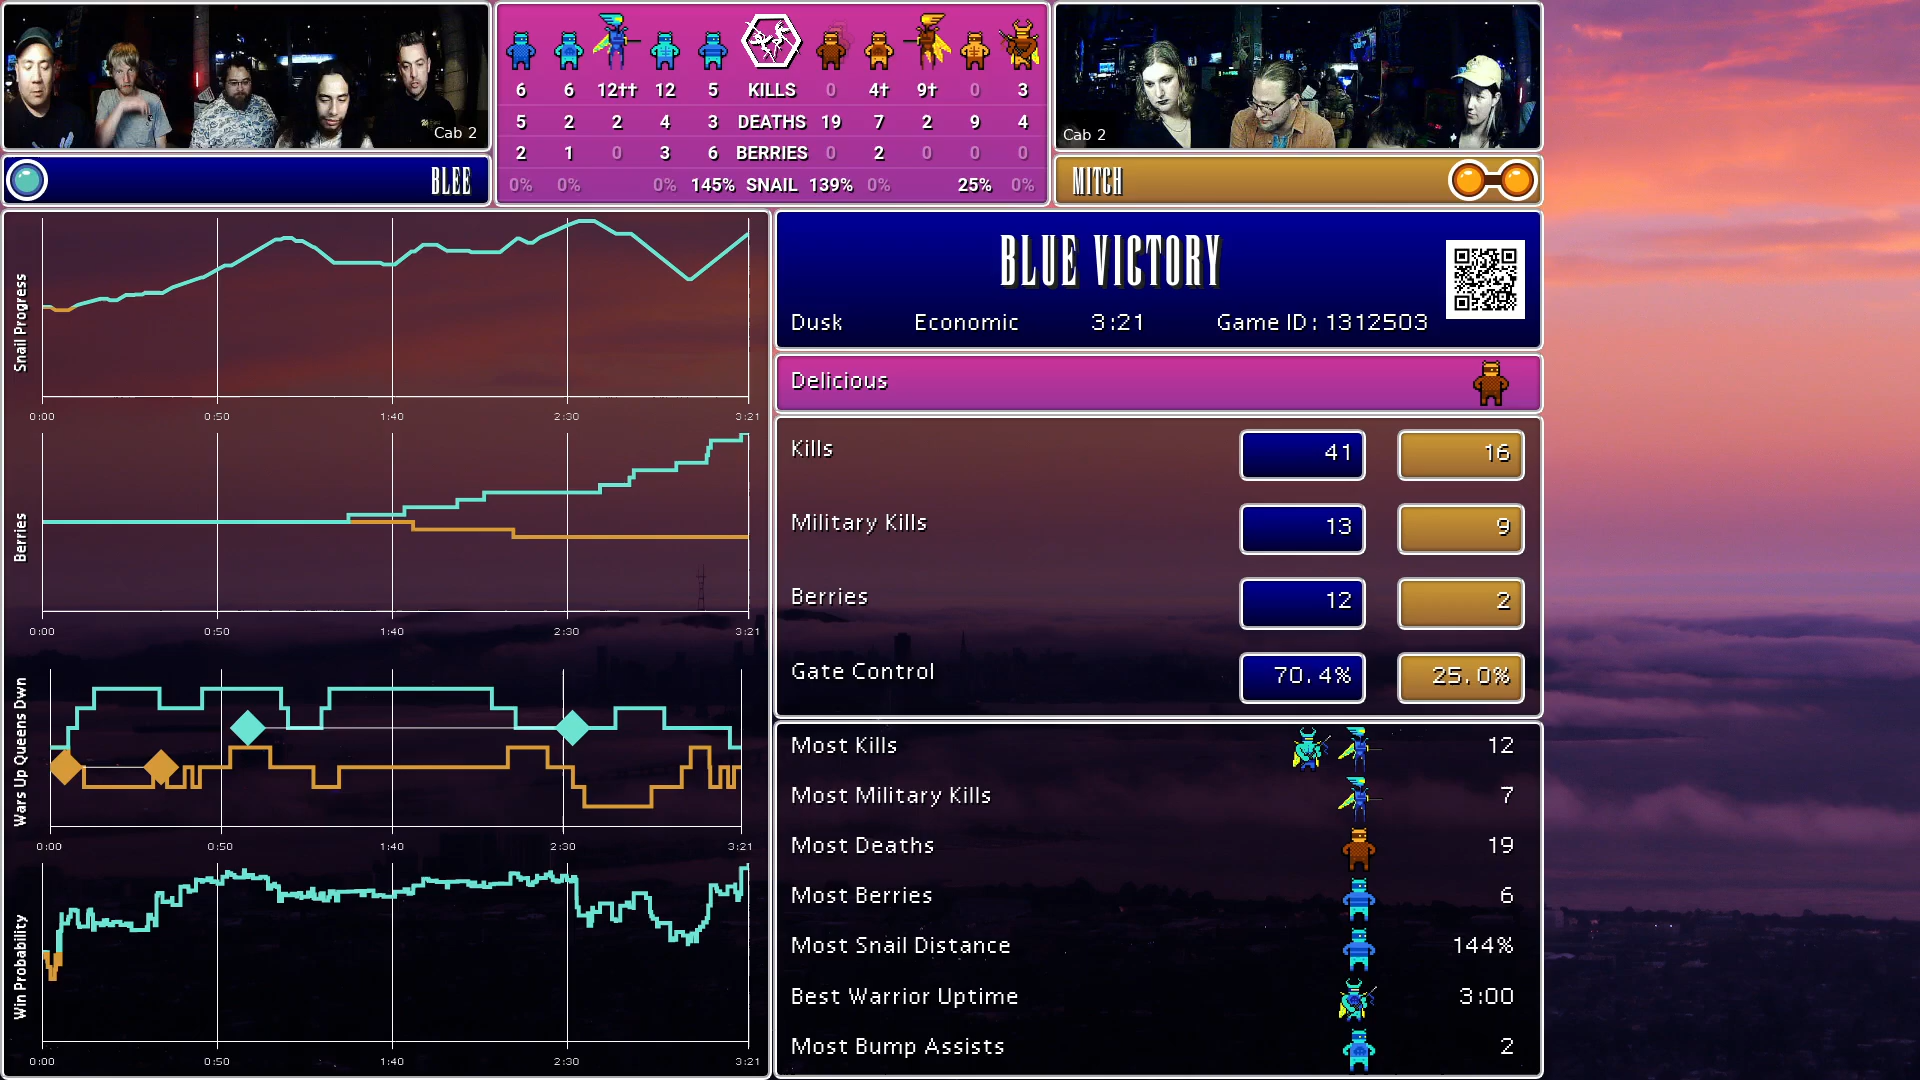 Cab 2
BLEE
6 6 12†† 12 5 KILLS 0 4† 9† 0 3
5 2 2 4 3 DEATHS 19 7 2 9 4
2 1 0 3 6 BERRIES 0 2 0 0 0
0% 0% 0% 145% SNAIL 139% 0% 25% 0%
Cab 2
MITCH
Snail Progress
0:00 0:50 1:40 2:30 3:21
Berries
0:00 0:50 1:40 2:30 3:21
Wars Up Queens Dwn
0:00 0:50 1:40 2:30 3:21
Win Probability
0:00 0:50 1:40 2:30 3:21
BLUE VICTORY
Dusk Economic 3:21 Game ID: 1312503
Delicious
Kills 41 16
Military Kills 13 9
Berries 12 2
Gate Control 70.4% 25.0%
Most Kills 12
Most Military Kills 7
Most Deaths 19
Most Berries 6
Most Snail Distance 144%
Best Warrior Uptime 3:00
Most Bump Assists 2